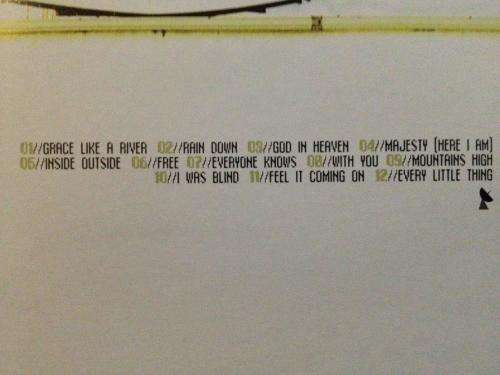 01//GRACE LIKE A RIVER 02//RAIN DOWN 03//GOD IN HEAVEN 04//MAJESTY [HERE I AM]
05//INSIDE OUTSIDE 06//FREE 07//EVERYONE KNOWS 08//WITH YOU 09//MOUNTAINS HIGH
10//I WAS BLIND 11//FEEL IT COMING ON 12//EVERY LITTLE THING